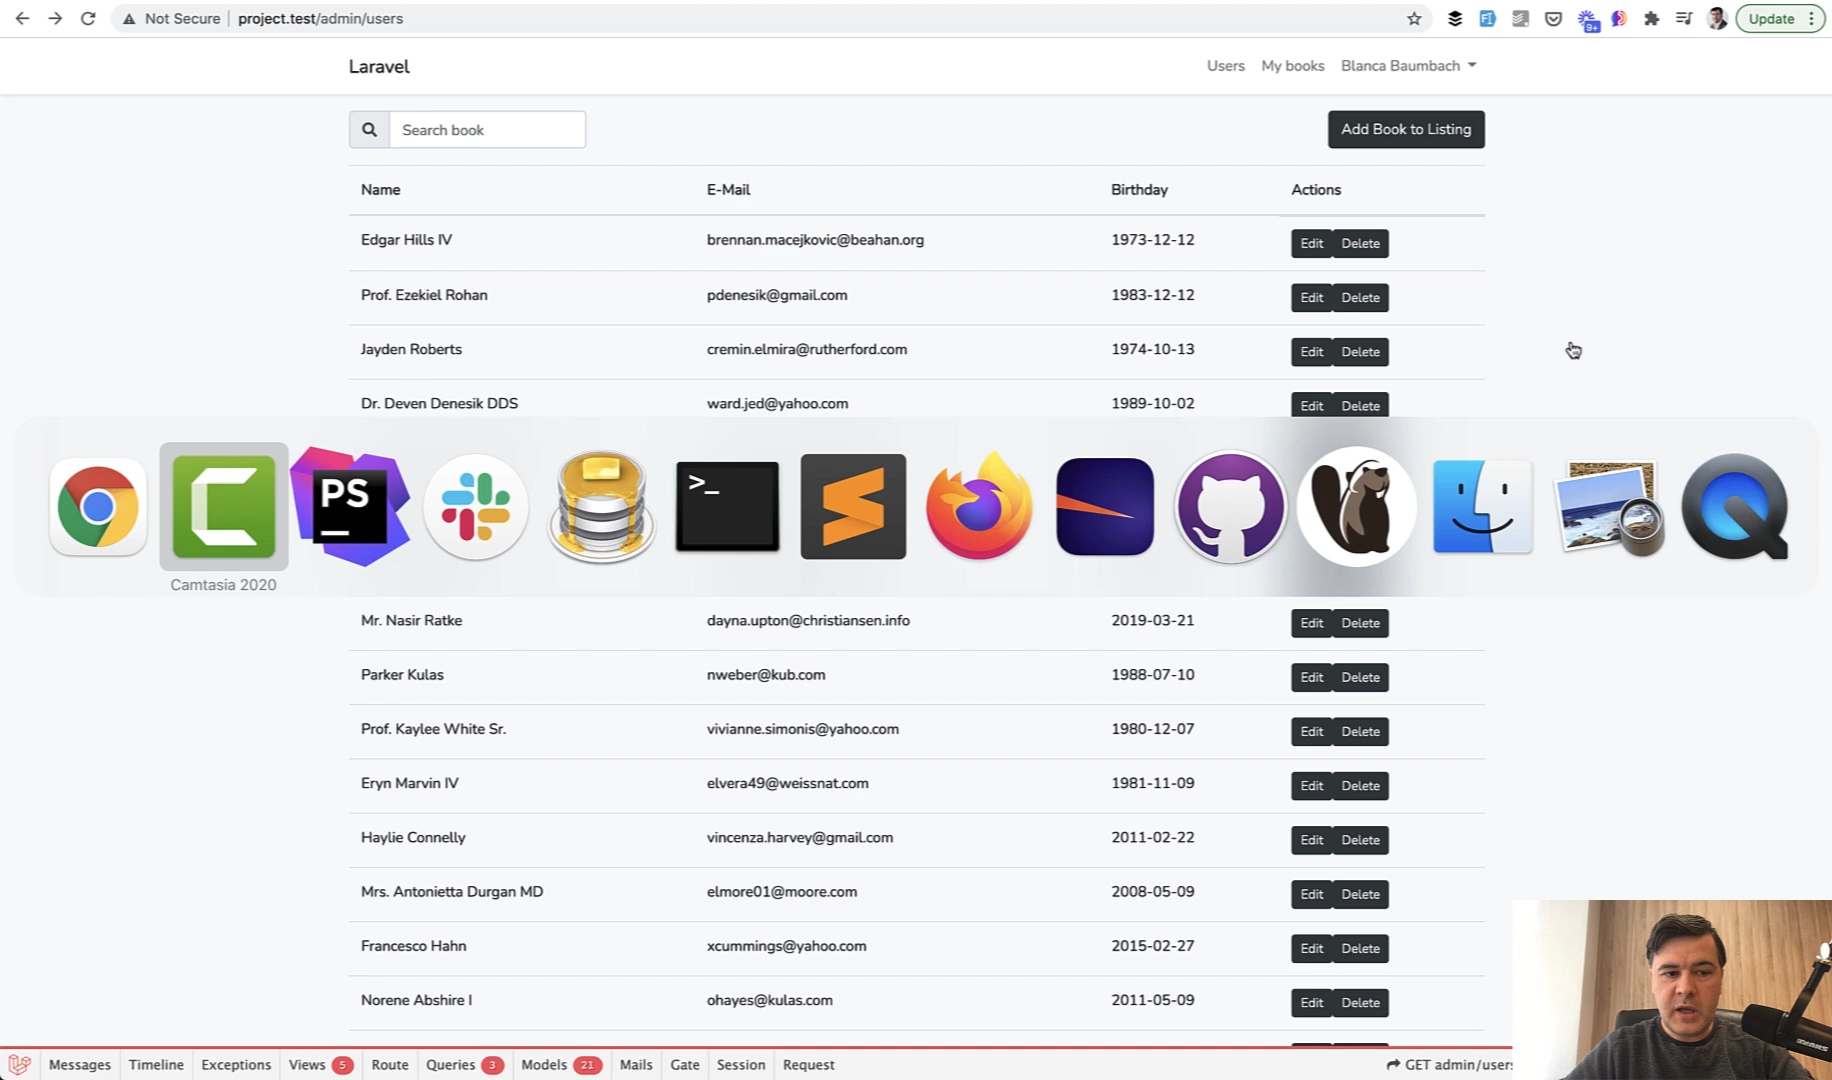 Not Secure | project.test/admin/users
9+
Update
Laravel
Users My books Blanca Baumbach
Search book
Add Book to Listing
Name E-Mail Birthday Actions
Edgar Hills IV brennan.macejkovic@beahan.org 1973-12-12 Edit Delete
Prof. Ezekiel Rohan pdenesik@gmail.com 1983-12-12 Edit Delete
Jayden Roberts cremin.elmira@rutherford.com 1974-10-13 Edit Delete
Dr. Deven Denesik DDS ward.jed@yahoo.com 1989-10-02 Edit Delete
PS
>_
Camtasia 2020
Mr. Nasir Ratke dayna.upton@christiansen.info 2019-03-21 Edit Delete
Parker Kulas nweber@kub.com 1988-07-10 Edit Delete
Prof. Kaylee White Sr. vivianne.simonis@yahoo.com 1980-12-07 Edit Delete
Eryn Marvin IV elvera49@weissnat.com 1981-11-09 Edit Delete
Haylie Connelly vincenza.harvey@gmail.com 2011-02-22 Edit Delete
Mrs. Antonietta Durgan MD elmore01@moore.com 2008-05-09 Edit Delete
Francesco Hahn xcummings@yahoo.com 2015-02-27 Edit Delete
Norene Abshire I ohayes@kulas.com 2011-05-09 Edit Delete
Messages Timeline Exceptions Views 5 Route Queries 3 Models 21 Mails Gate Session Request GET admin/users